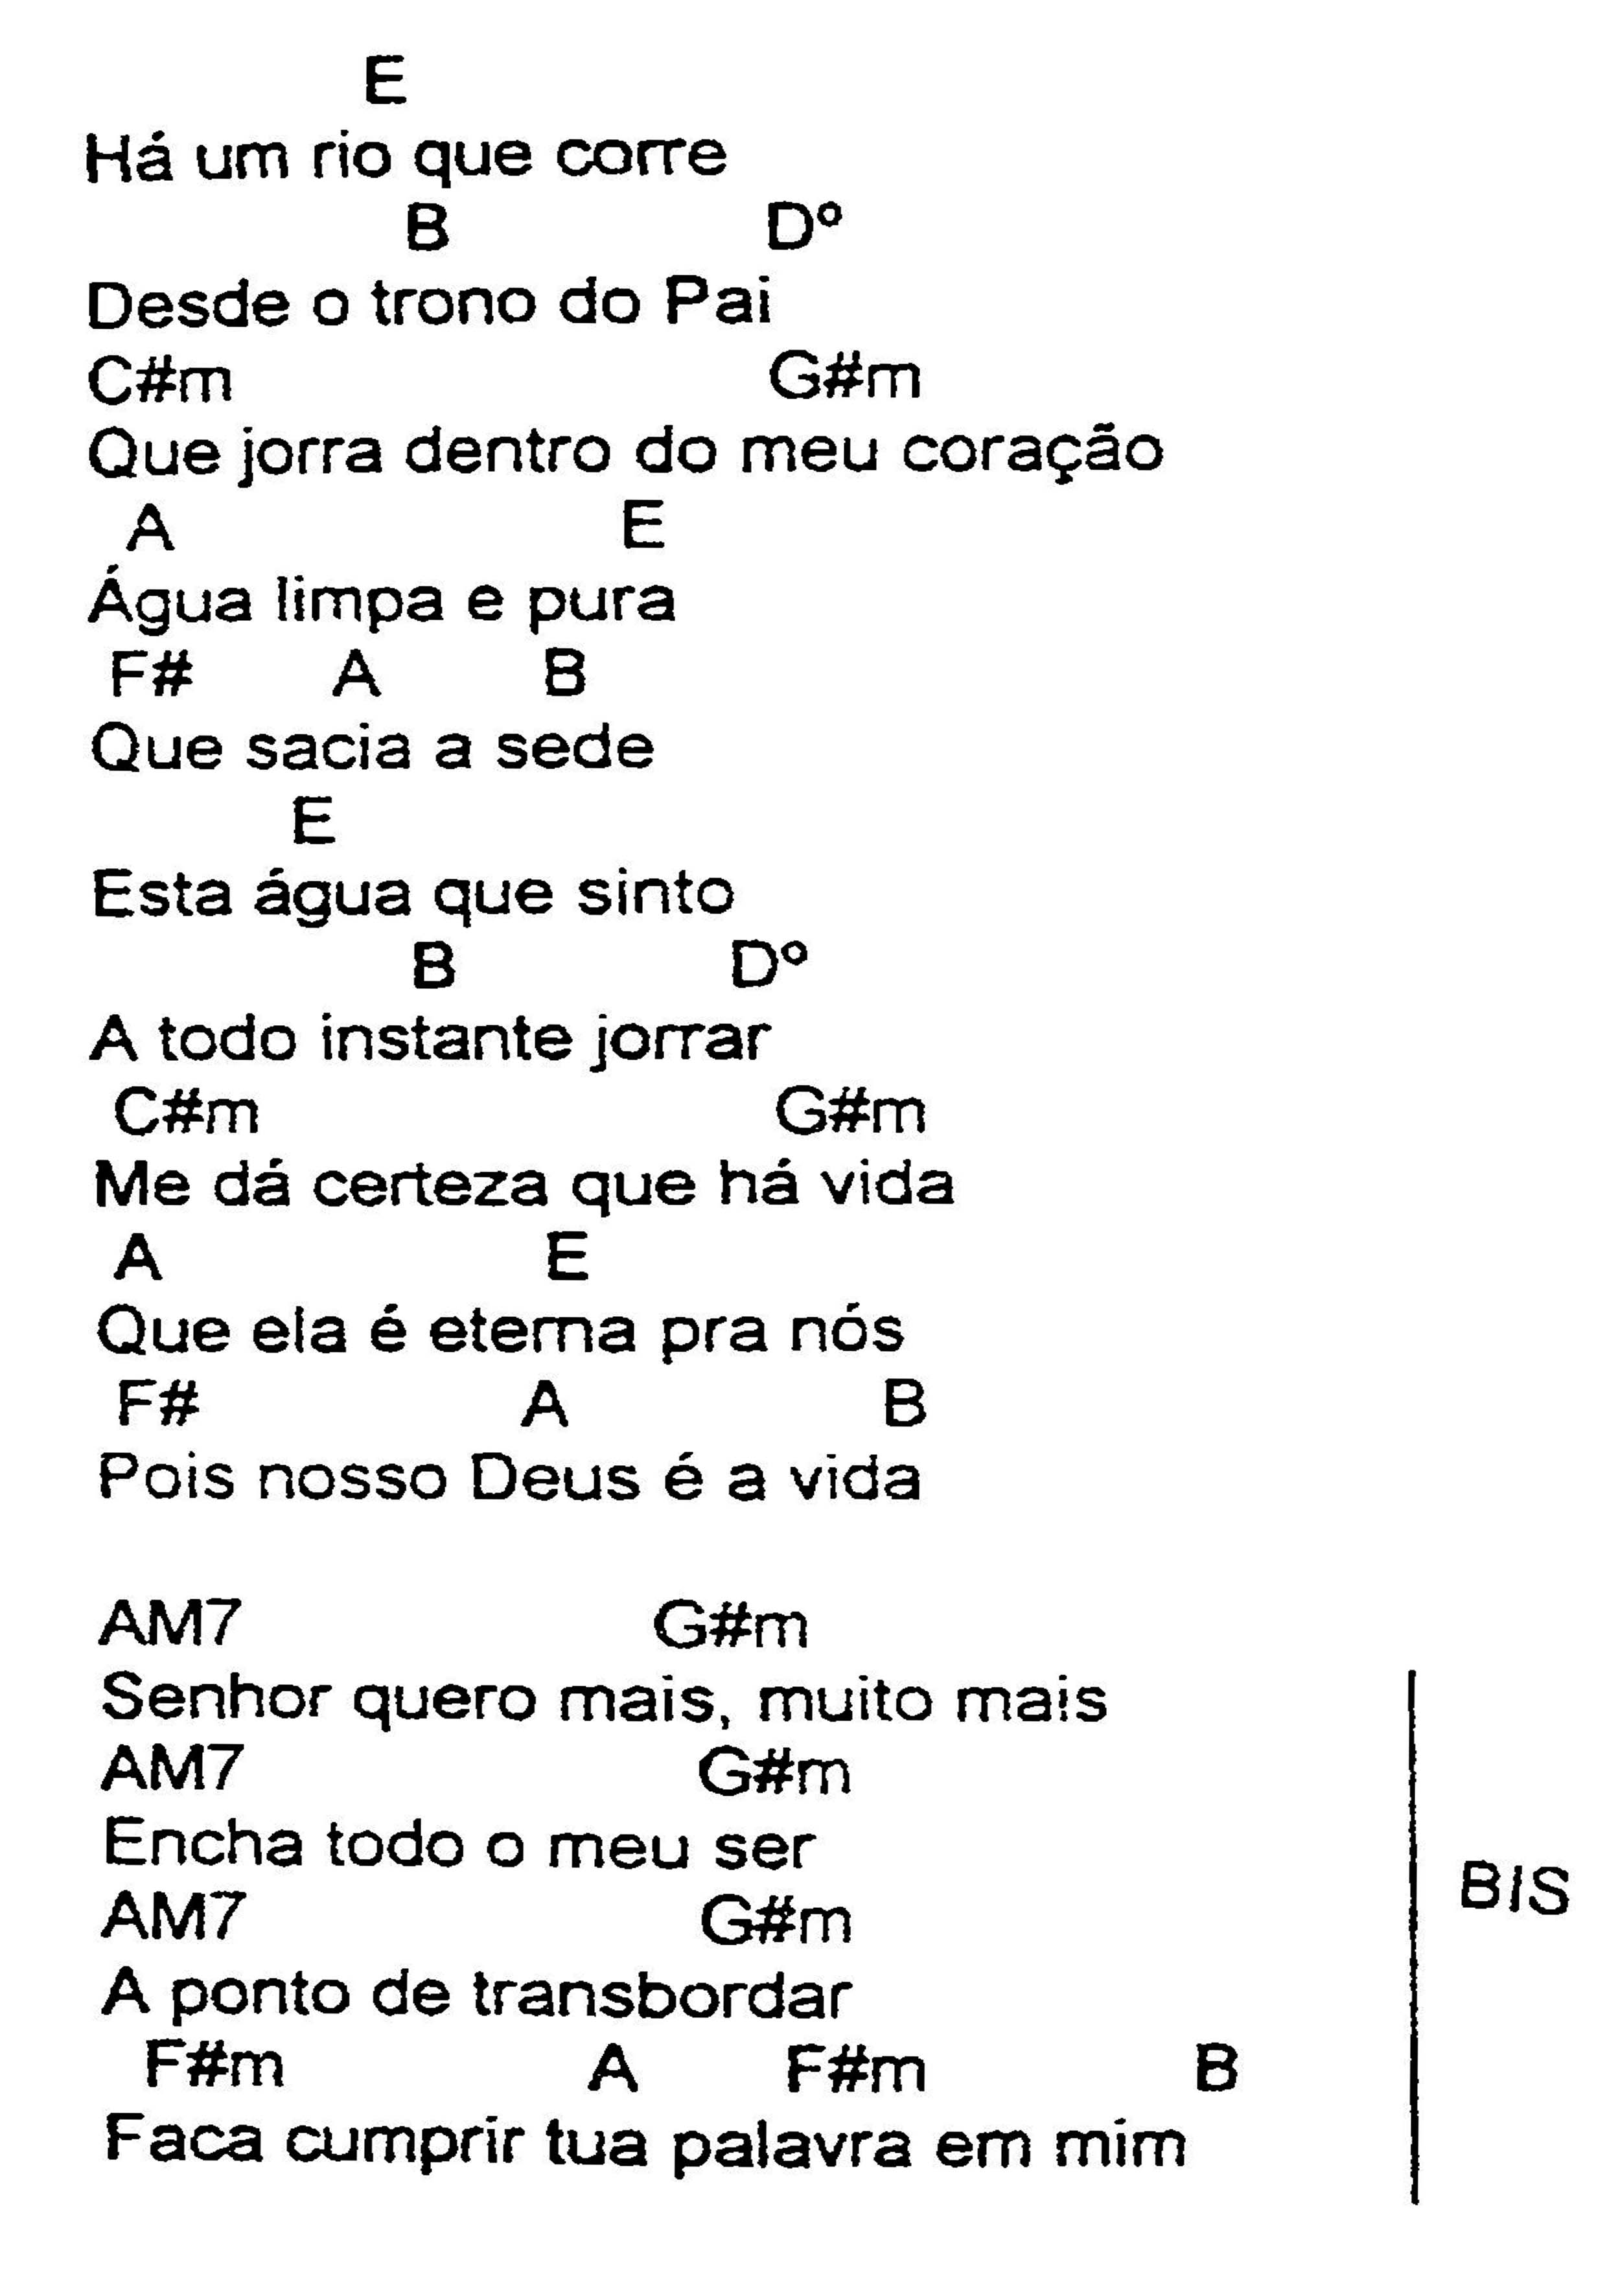 E
Há um rio que corre
B Dº
Desde o trono do Pai
C#m G#m
Que jorra dentro do meu coração
A E
Água limpa e pura
F# A B
Que sacia a sede
E
Esta água que sinto
B Dº
A todo instante jorrar
C#m G#m
Me dá certeza que há vida
A E
Que ela é eterna pra nós
F# A B
Pois nosso Deus é a vida
AM7 G#m
Senhor quero mais, muito mais
AM7 G#m
Encha todo o meu ser
BIS
AM7 G#m
A ponto de transbordar
F#m A F#m B
Faca cumprir tua palavra em mim